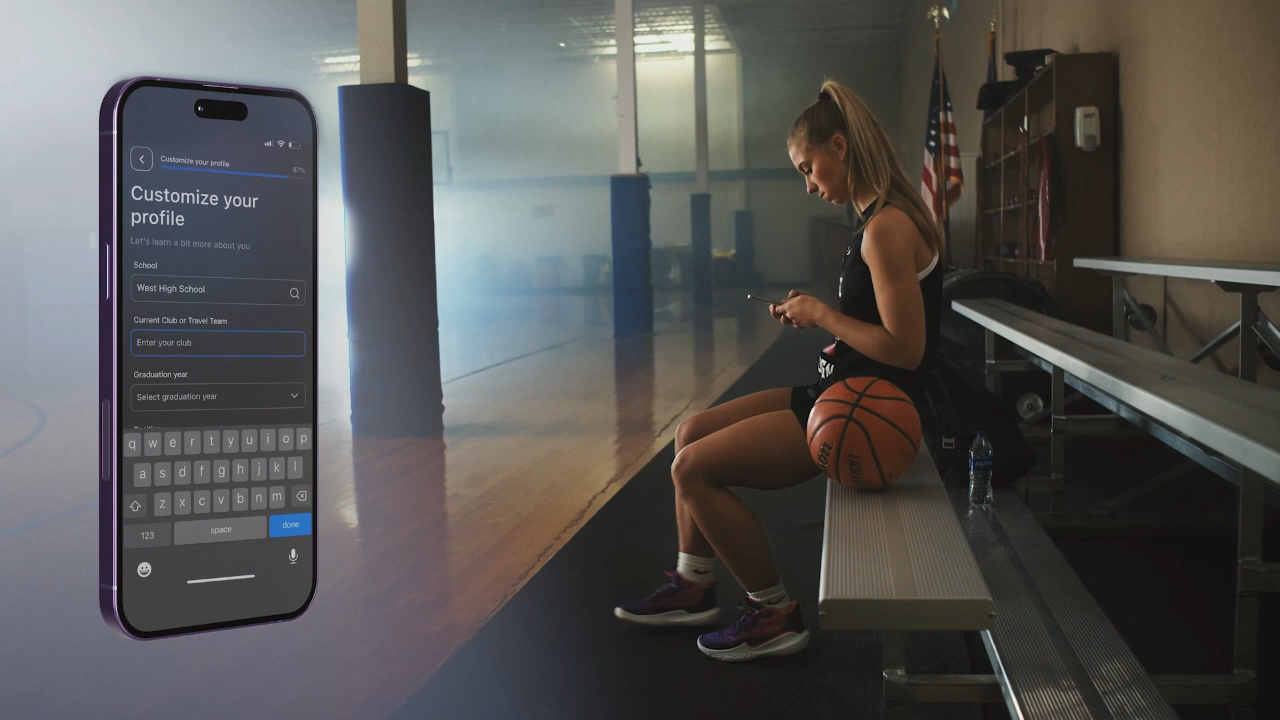 Customize your profile
87%
Customize your
profile
Let's learn a bit more about you
School
West High School
Current Club or Travel Team
Enter your club
Graduation year
Select graduation year
q w e r t y u i o p
a s d f g h j k l
z x c v b n m
123 space done